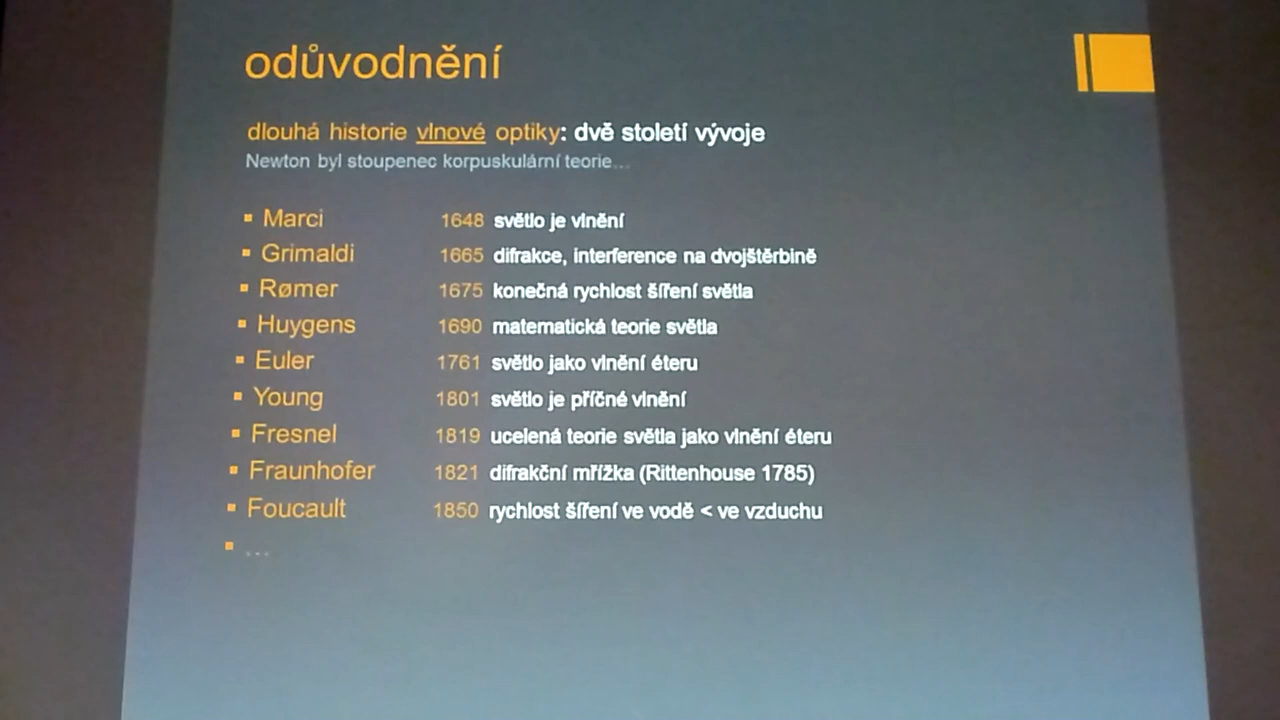 odůvodnění
dlouhá historie vlnové optiky: dvě století vývoje
Newton byl stoupenec korpuskulární teorie...
▪ Marci 1648 světlo je vlnění
▪ Grimaldi 1665 difrakce, interference na dvojštěrbině
▪ Rømer 1675 konečná rychlost šíření světla
▪ Huygens 1690 matematická teorie světla
▪ Euler 1761 světlo jako vlnění éteru
▪ Young 1801 světlo je příčné vlnění
▪ Fresnel 1819 ucelená teorie světla jako vlnění éteru
▪ Fraunhofer 1821 difrakční mřížka (Rittenhouse 1785)
▪ Foucault 1850 rychlost šíření ve vodě < ve vzduchu
▪ ...